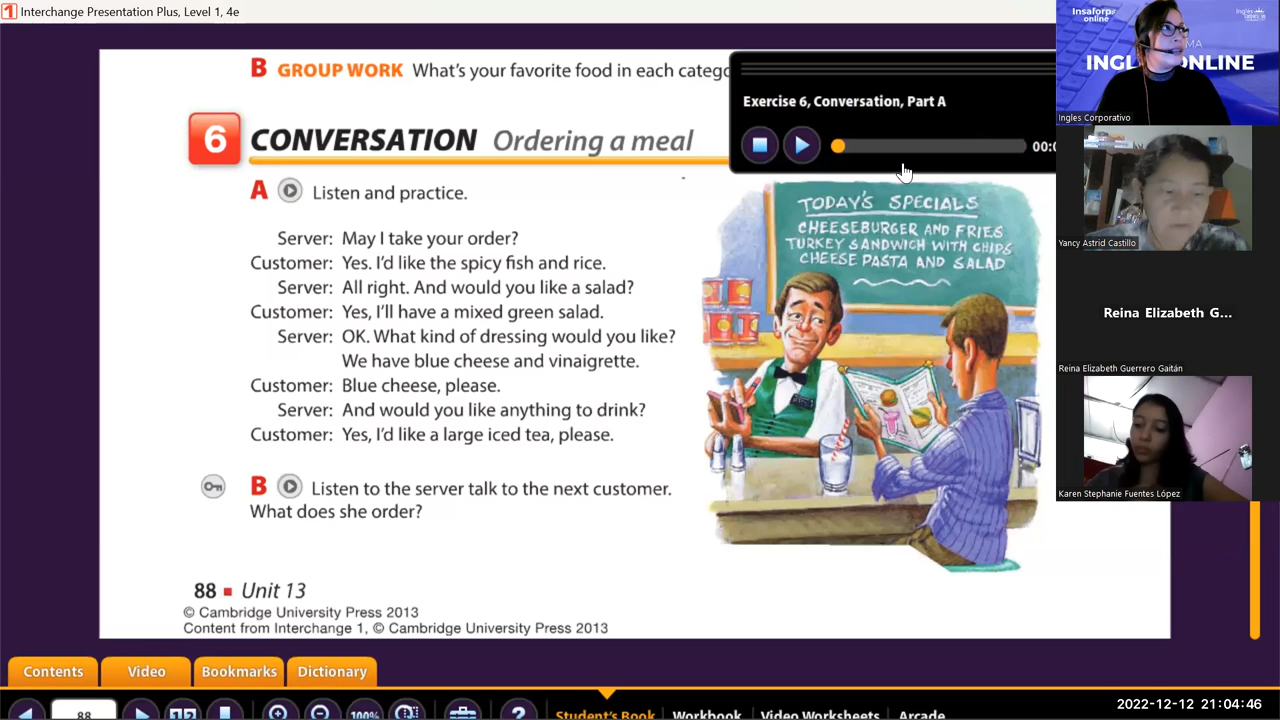 Interchange Presentation Plus, Level 1, 4e
B GROUP WORK What's your favorite food in each catego
Exercise 6, Conversation, Part A
00:0
6 CONVERSATION Ordering a meal
A Listen and practice.
Server: May I take your order?
Customer: Yes. I'd like the spicy fish and rice.
Server: All right. And would you like a salad?
Customer: Yes, I'll have a mixed green salad.
Server: OK. What kind of dressing would you like?
We have blue cheese and vinaigrette.
Customer: Blue cheese, please.
Server: And would you like anything to drink?
Customer: Yes, I'd like a large iced tea, please.
TODAY'S SPECIALS
CHEESEBURGER AND FRIES
TURKEY SANDWICH WITH CHIPS
CHEESE PASTA AND SALAD
B Listen to the server talk to the next customer.
What does she order?
88 Unit 13
© Cambridge University Press 2013
Content from Interchange 1, © Cambridge University Press 2013
Contents Video Bookmarks Dictionary
88 100% ? Student's Book Workbook Video Worksheets Arcade
Insaforp
online
MA
INGL ONLINE
Ingles Corporativo
Yancy Astrid Castillo
Reina Elizabeth G...
Reina Elizabeth Guerrero Gaitán
Karen Stephanie Fuentes López
2022-12-12 21:04:46